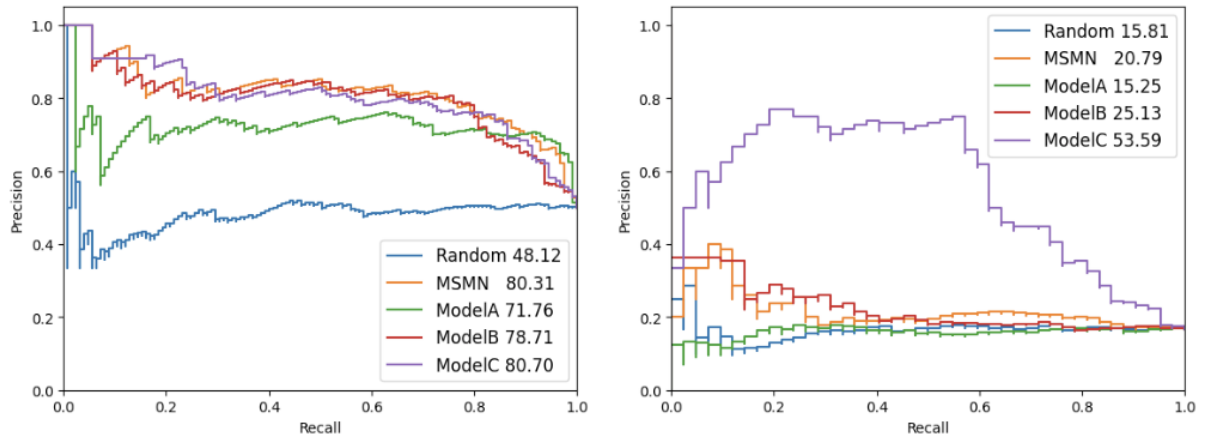 1.0
0.8
0.6
0.4
0.2
0.0
Precision
Random 48.12
MSMN 80.31
ModelA 71.76
ModelB 78.71
ModelC 80.70
0.0 0.2 0.4 0.6 0.8 1.0
Recall
1.0
0.8
0.6
0.4
0.2
0.0
Precision
Random 15.81
MSMN 20.79
ModelA 15.25
ModelB 25.13
ModelC 53.59
0.0 0.2 0.4 0.6 0.8 1.0
Recall